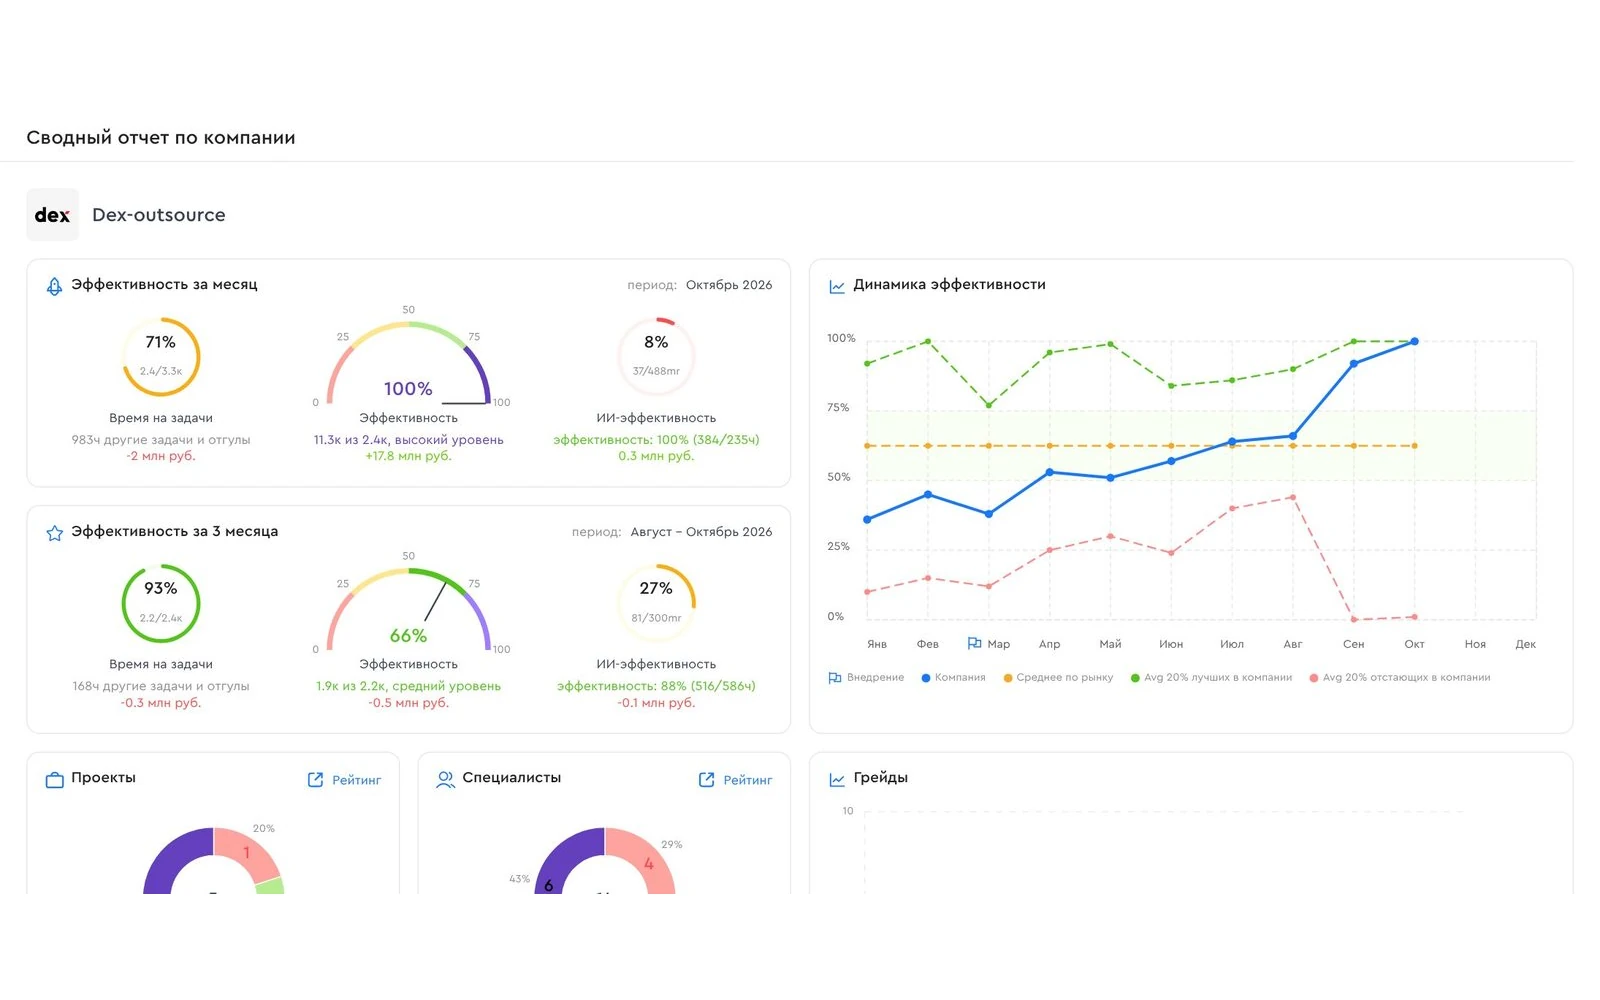 Сводный отчет по компании
dex
Dex-outsource
Эффективность за месяц
период: Октябрь 2026
71%
2.4/3.3к
Время на задачи
983ч другие задачи и отгулы
-2 млн руб.
0
25
50
75
100
100%
Эффективность
11.3к из 2.4к, высокий уровень
+17.8 млн руб.
8%
37/488mr
ИИ-эффективность
эффективность: 100% (384/235ч)
0.3 млн руб.
Эффективность за 3 месяца
период: Август – Октябрь 2026
93%
2.2/2.4к
Время на задачи
168ч другие задачи и отгулы
-0.3 млн руб.
0
25
50
75
100
66%
Эффективность
1.9к из 2.2к, средний уровень
-0.5 млн руб.
27%
81/300mr
ИИ-эффективность
эффективность: 88% (516/586ч)
-0.1 млн руб.
Динамика эффективности
100%
75%
50%
25%
0%
Янв Фев Мар Апр Май Июн Июл Авг Сен Окт Ноя Дек
Внедрение Компания Среднее по рынку Avg 20% лучших в компании Avg 20% отстающих в компании
Проекты
Рейтинг
20%
1
Специалисты
Рейтинг
29%
4
43%
6
Грейды
10